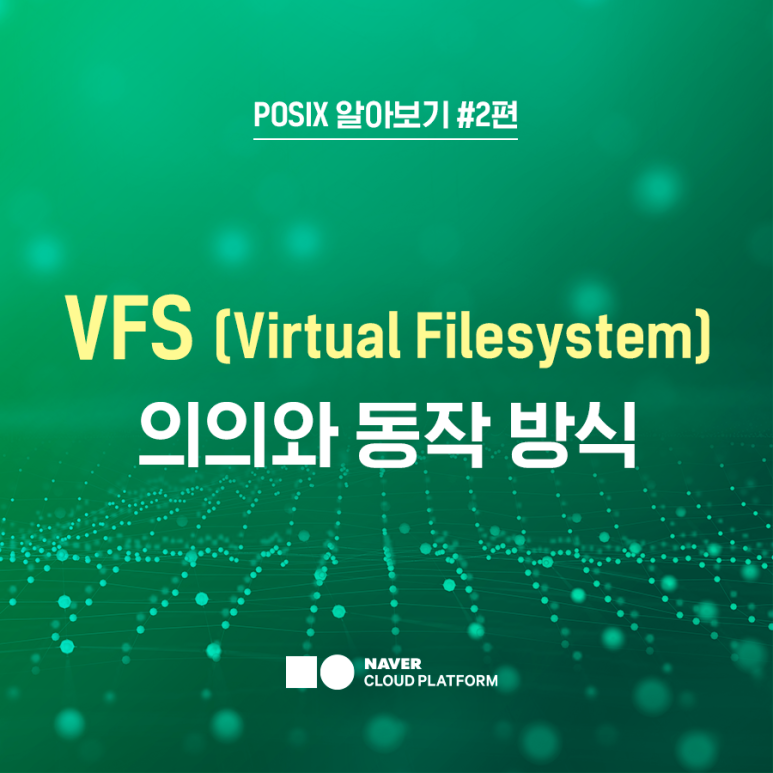 POSIX 알아보기 #2편
VFS (Virtual Filesystem)
의의와 동작 방식
NAVER
CLOUD PLATFORM